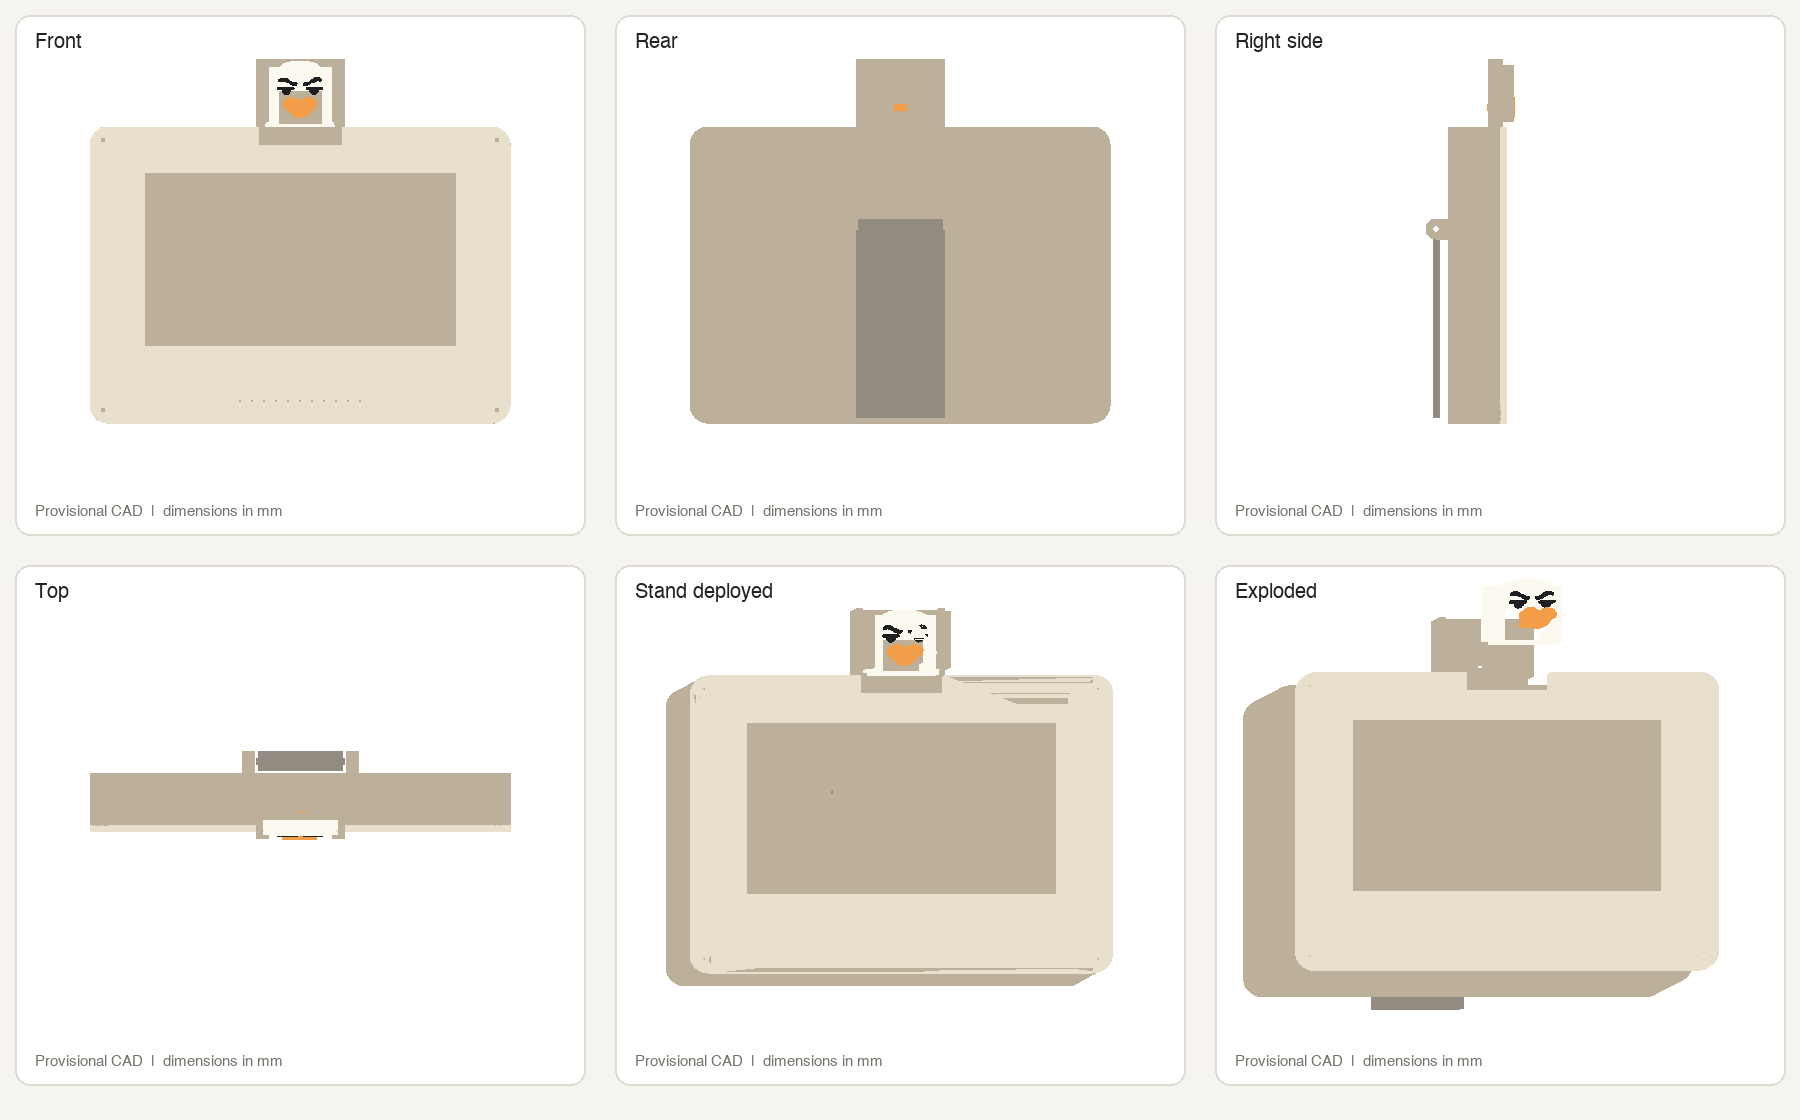 Front
Rear
Right side
Provisional CAD | dimensions in mm
Provisional CAD | dimensions in mm
Provisional CAD | dimensions in mm
Top
Stand deployed
Exploded
Provisional CAD | dimensions in mm
Provisional CAD | dimensions in mm
Provisional CAD | dimensions in mm